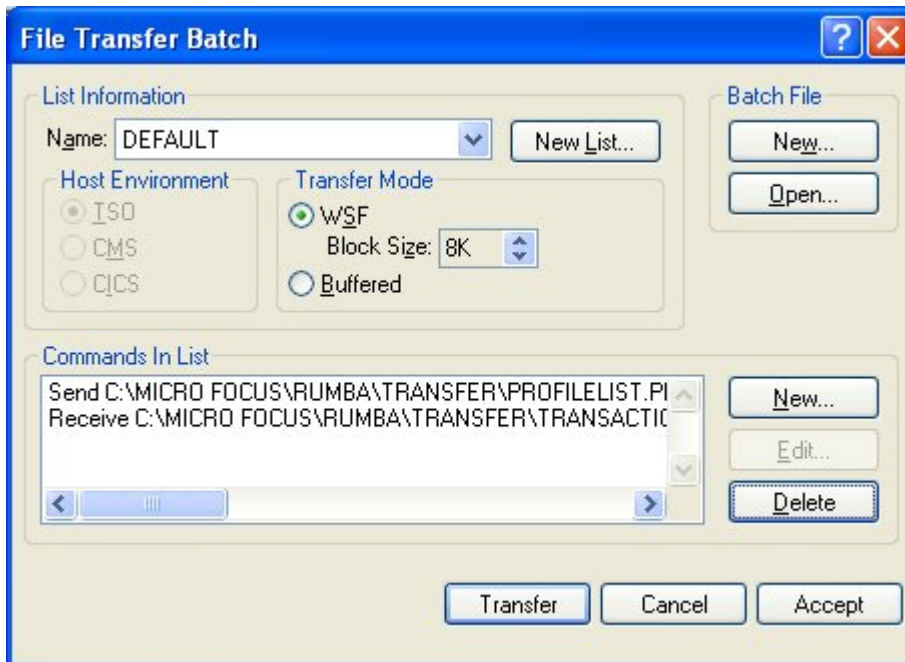 File Transfer Batch
List Information
Name: DEFAULT
New List...
Host Environment
TSO
CMS
CICS
Transfer Mode
WSF
Block Size: 8K
Buffered
Batch File
New...
Open...
Commands In List
Send C:\MICRO FOCUS\RUMBA\TRANSFER\PROFILELIST.PI
Receive C:\MICRO FOCUS\RUMBA\TRANSFER\TRANSACTIO
New...
Edit...
Delete
Transfer
Cancel
Accept